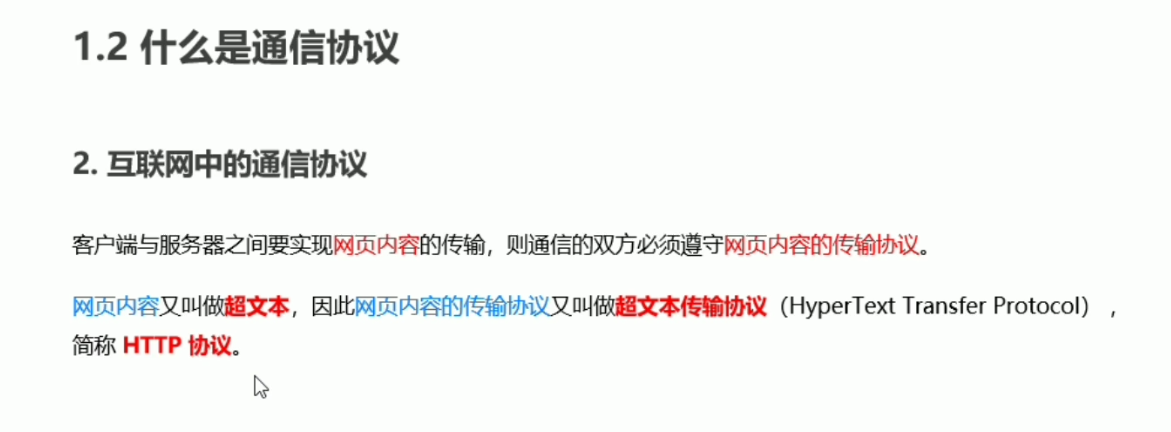 1.2 什么是通信协议
2. 互联网中的通信协议
客户端与服务器之间要实现网页内容的传输，则通信的双方必须遵守网页内容的传输协议。
网页内容又叫做超文本，因此网页内容的传输协议又叫做超文本传输协议（HyperText Transfer Protocol），
简称 HTTP 协议。